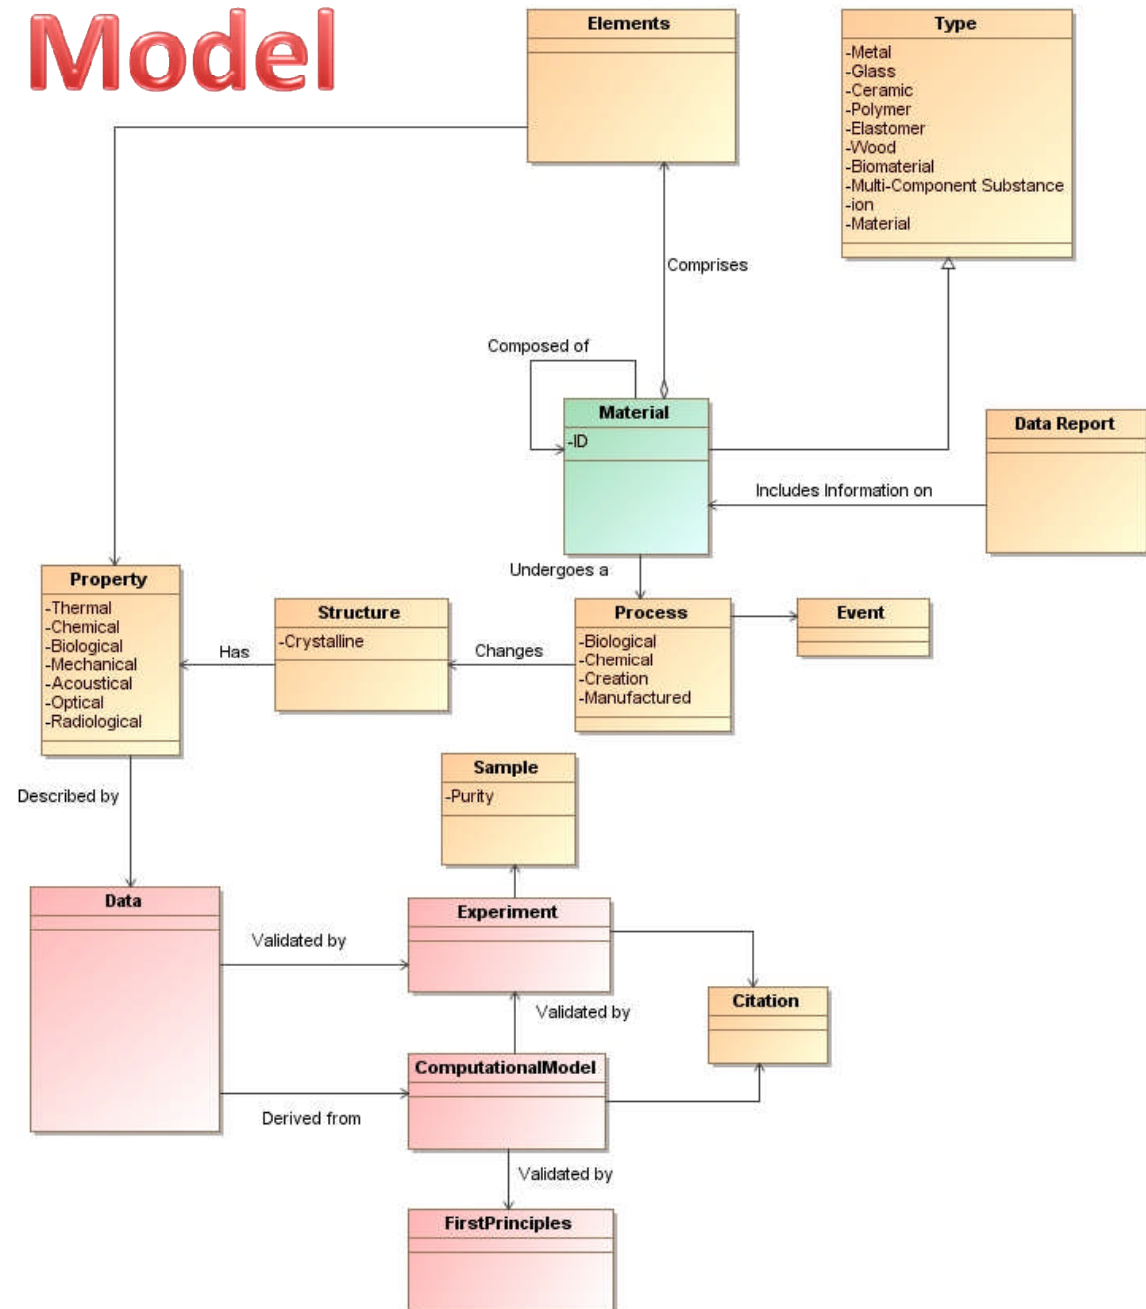 Model
Elements
Type
-Metal
-Glass
-Ceramic
-Polymer
-Elastomer
-Wood
-Biomaterial
-Multi-Component Substance
-ion
-Material
Comprises
Composed of
Material
-ID
Data Report
Includes Information on
Undergoes a
Property
-Thermal
-Chemical
-Biological
-Mechanical
-Acoustical
-Optical
-Radiological
Has
Structure
-Crystalline
Changes
Process
-Biological
-Chemical
-Creation
-Manufactured
Event
Described by
Sample
-Purity
Data
Validated by
Experiment
Citation
Validated by
Derived from
ComputationalModel
Validated by
FirstPrinciples